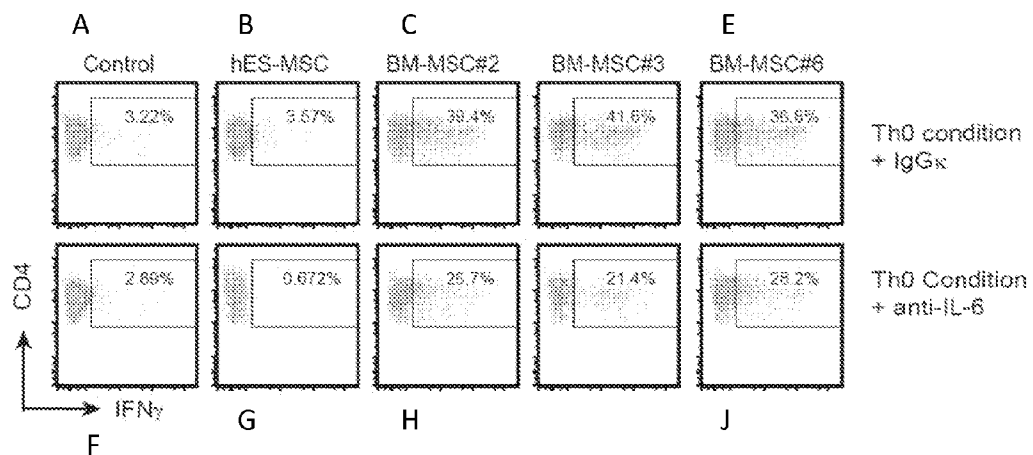 A B C E
Control hES-MSC BM-MSC#2 BM-MSC#3 BM-MSC#6
3.22% 3.57% 39.4% 41.6% 36.6%
Th0 condition
+ IgGκ
2.89% 0.672% 25.7% 21.4% 28.2%
Th0 Condition
+ anti-IL-6
CD4
IFNγ
F G H J